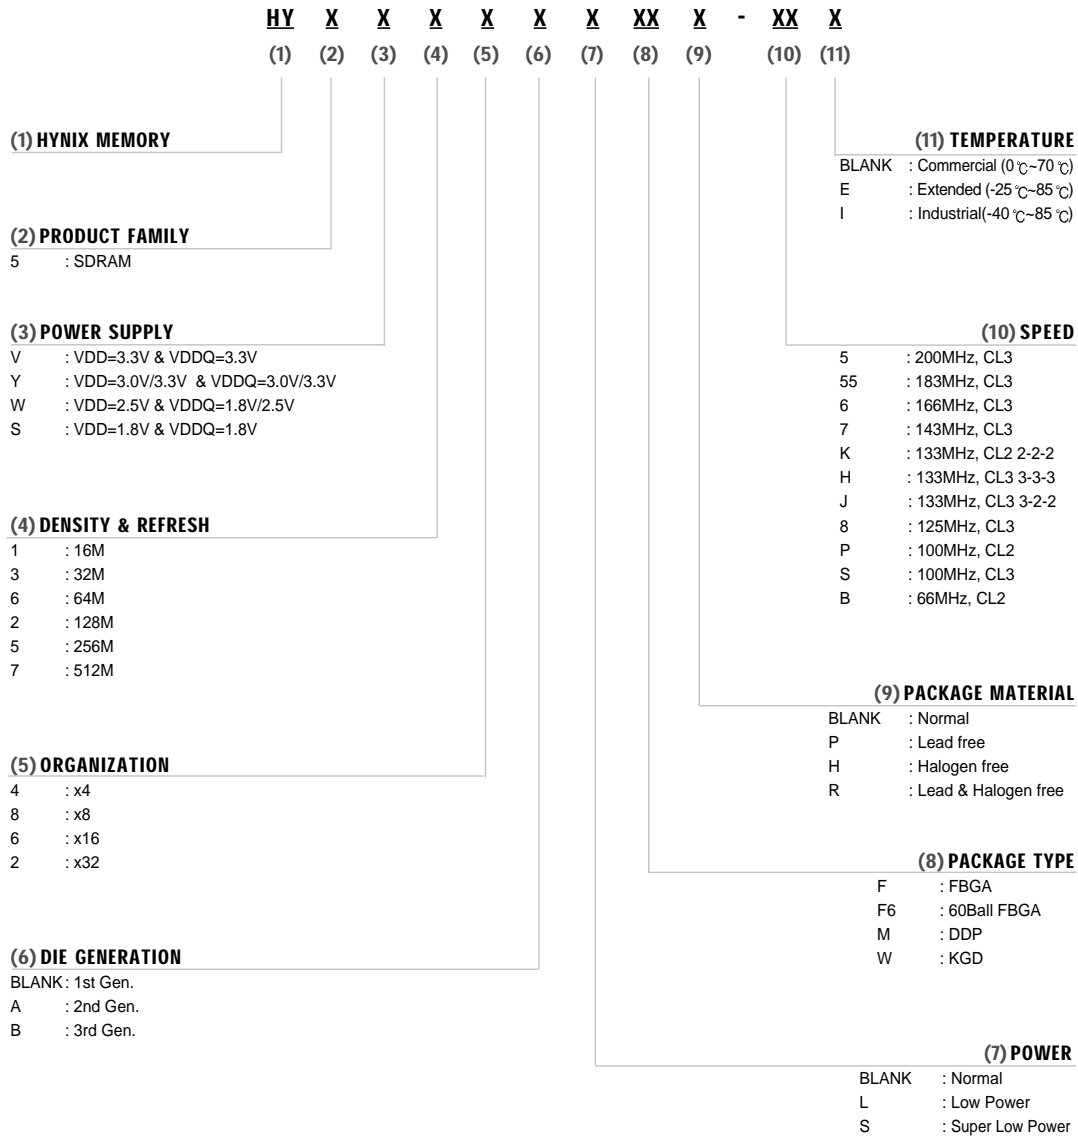 HY X X X X X X XX X - XX X
(1) (2) (3) (4) (5) (6) (7) (8) (9) (10) (11)
(1) HYNIX MEMORY
(2) PRODUCT FAMILY
5 : SDRAM
(3) POWER SUPPLY
V : VDD=3.3V & VDDQ=3.3V
Y : VDD=3.0V/3.3V & VDDQ=3.0V/3.3V
W : VDD=2.5V & VDDQ=1.8V/2.5V
S : VDD=1.8V & VDDQ=1.8V
(4) DENSITY & REFRESH
1 : 16M
3 : 32M
6 : 64M
2 : 128M
5 : 256M
7 : 512M
(5) ORGANIZATION
4 : x4
8 : x8
6 : x16
2 : x32
(6) DIE GENERATION
BLANK : 1st Gen.
A : 2nd Gen.
B : 3rd Gen.
(11) TEMPERATURE
BLANK : Commercial (0℃~70℃)
E : Extended (-25℃~85℃)
I : Industrial(-40℃~85℃)
(10) SPEED
5 : 200MHz, CL3
55 : 183MHz, CL3
6 : 166MHz, CL3
7 : 143MHz, CL3
K : 133MHz, CL2 2-2-2
H : 133MHz, CL3 3-3-3
J : 133MHz, CL3 3-2-2
8 : 125MHz, CL3
P : 100MHz, CL2
S : 100MHz, CL3
B : 66MHz, CL2
(9) PACKAGE MATERIAL
BLANK : Normal
P : Lead free
H : Halogen free
R : Lead & Halogen free
(8) PACKAGE TYPE
F : FBGA
F6 : 60Ball FBGA
M : DDP
W : KGD
(7) POWER
BLANK : Normal
L : Low Power
S : Super Low Power